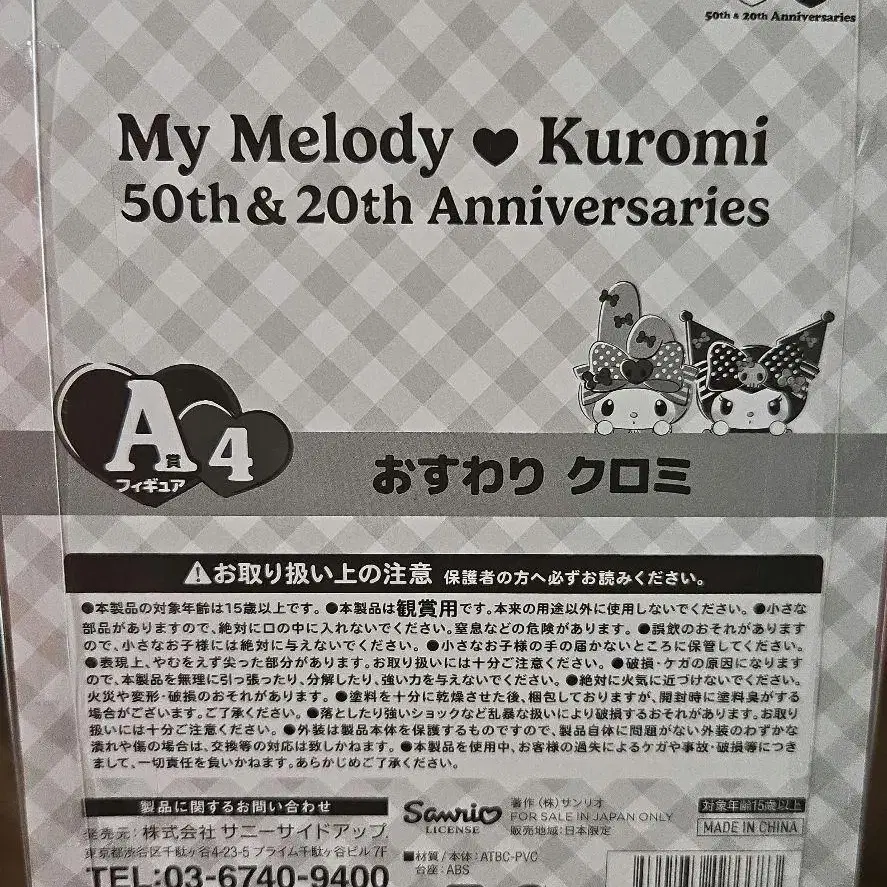 50th & 20th Anniversaries
My Melody ♥ Kuromi
50th & 20th Anniversaries
A賞 4
フィギュア
おすわり クロミ
⚠お取り扱い上の注意 保護者の方へ必ずお読みください。
●本製品の対象年齢は15歳以上です。●本製品は観賞用です。本来の用途以外に使用しないでください。●小さな
部品がありますので、絶対に口の中に入れないでください。窒息などの危険があります。●誤飲のおそれがあります
ので、小さなお子様には絶対に与えないでください。●小さなお子様の手の届かないところに保管してください。
●表現上、やむをえず尖った部分があります。お取り扱いには十分ご注意ください。●破損・ケガの原因になります
ので、本製品を無理に引っ張ったり、分解したり、強い力を与えないでください。●絶対に火気に近づけないでください。
火災や変形・破損のおそれがあります。●塗料を十分に乾燥させた後、梱包しておりますが、開封時に塗料臭がする
場合がございます。ご了承ください。●落としたり強いショックなど乱暴な扱いにより破損するおそれがあります。お取り
扱いには十分ご注意ください。●外装は製品本体を保護するものですので、製品自体に問題がない外装のわずかな
潰れや傷の場合は、交換等の対応は致しかねます。●本製品を使用中、お客様の過失によるケガや事故・破損等につき
まして、一切責任を負いかねます。あらかじめご了承ください。
製品に関するお問い合わせ
発売元：株式会社 サニーサイドアップ
東京都渋谷区千駄ヶ谷4-23-5 プライム千駄ヶ谷ビル 7F
TEL:03-6740-9400
Sanrio
LICENSE
著作（株）サンリオ
FOR SALE IN JAPAN ONLY
販売地域：日本限定
■材質／本体：ATBC-PVC
台座：ABS
対象年齢15歳以上
MADE IN CHINA